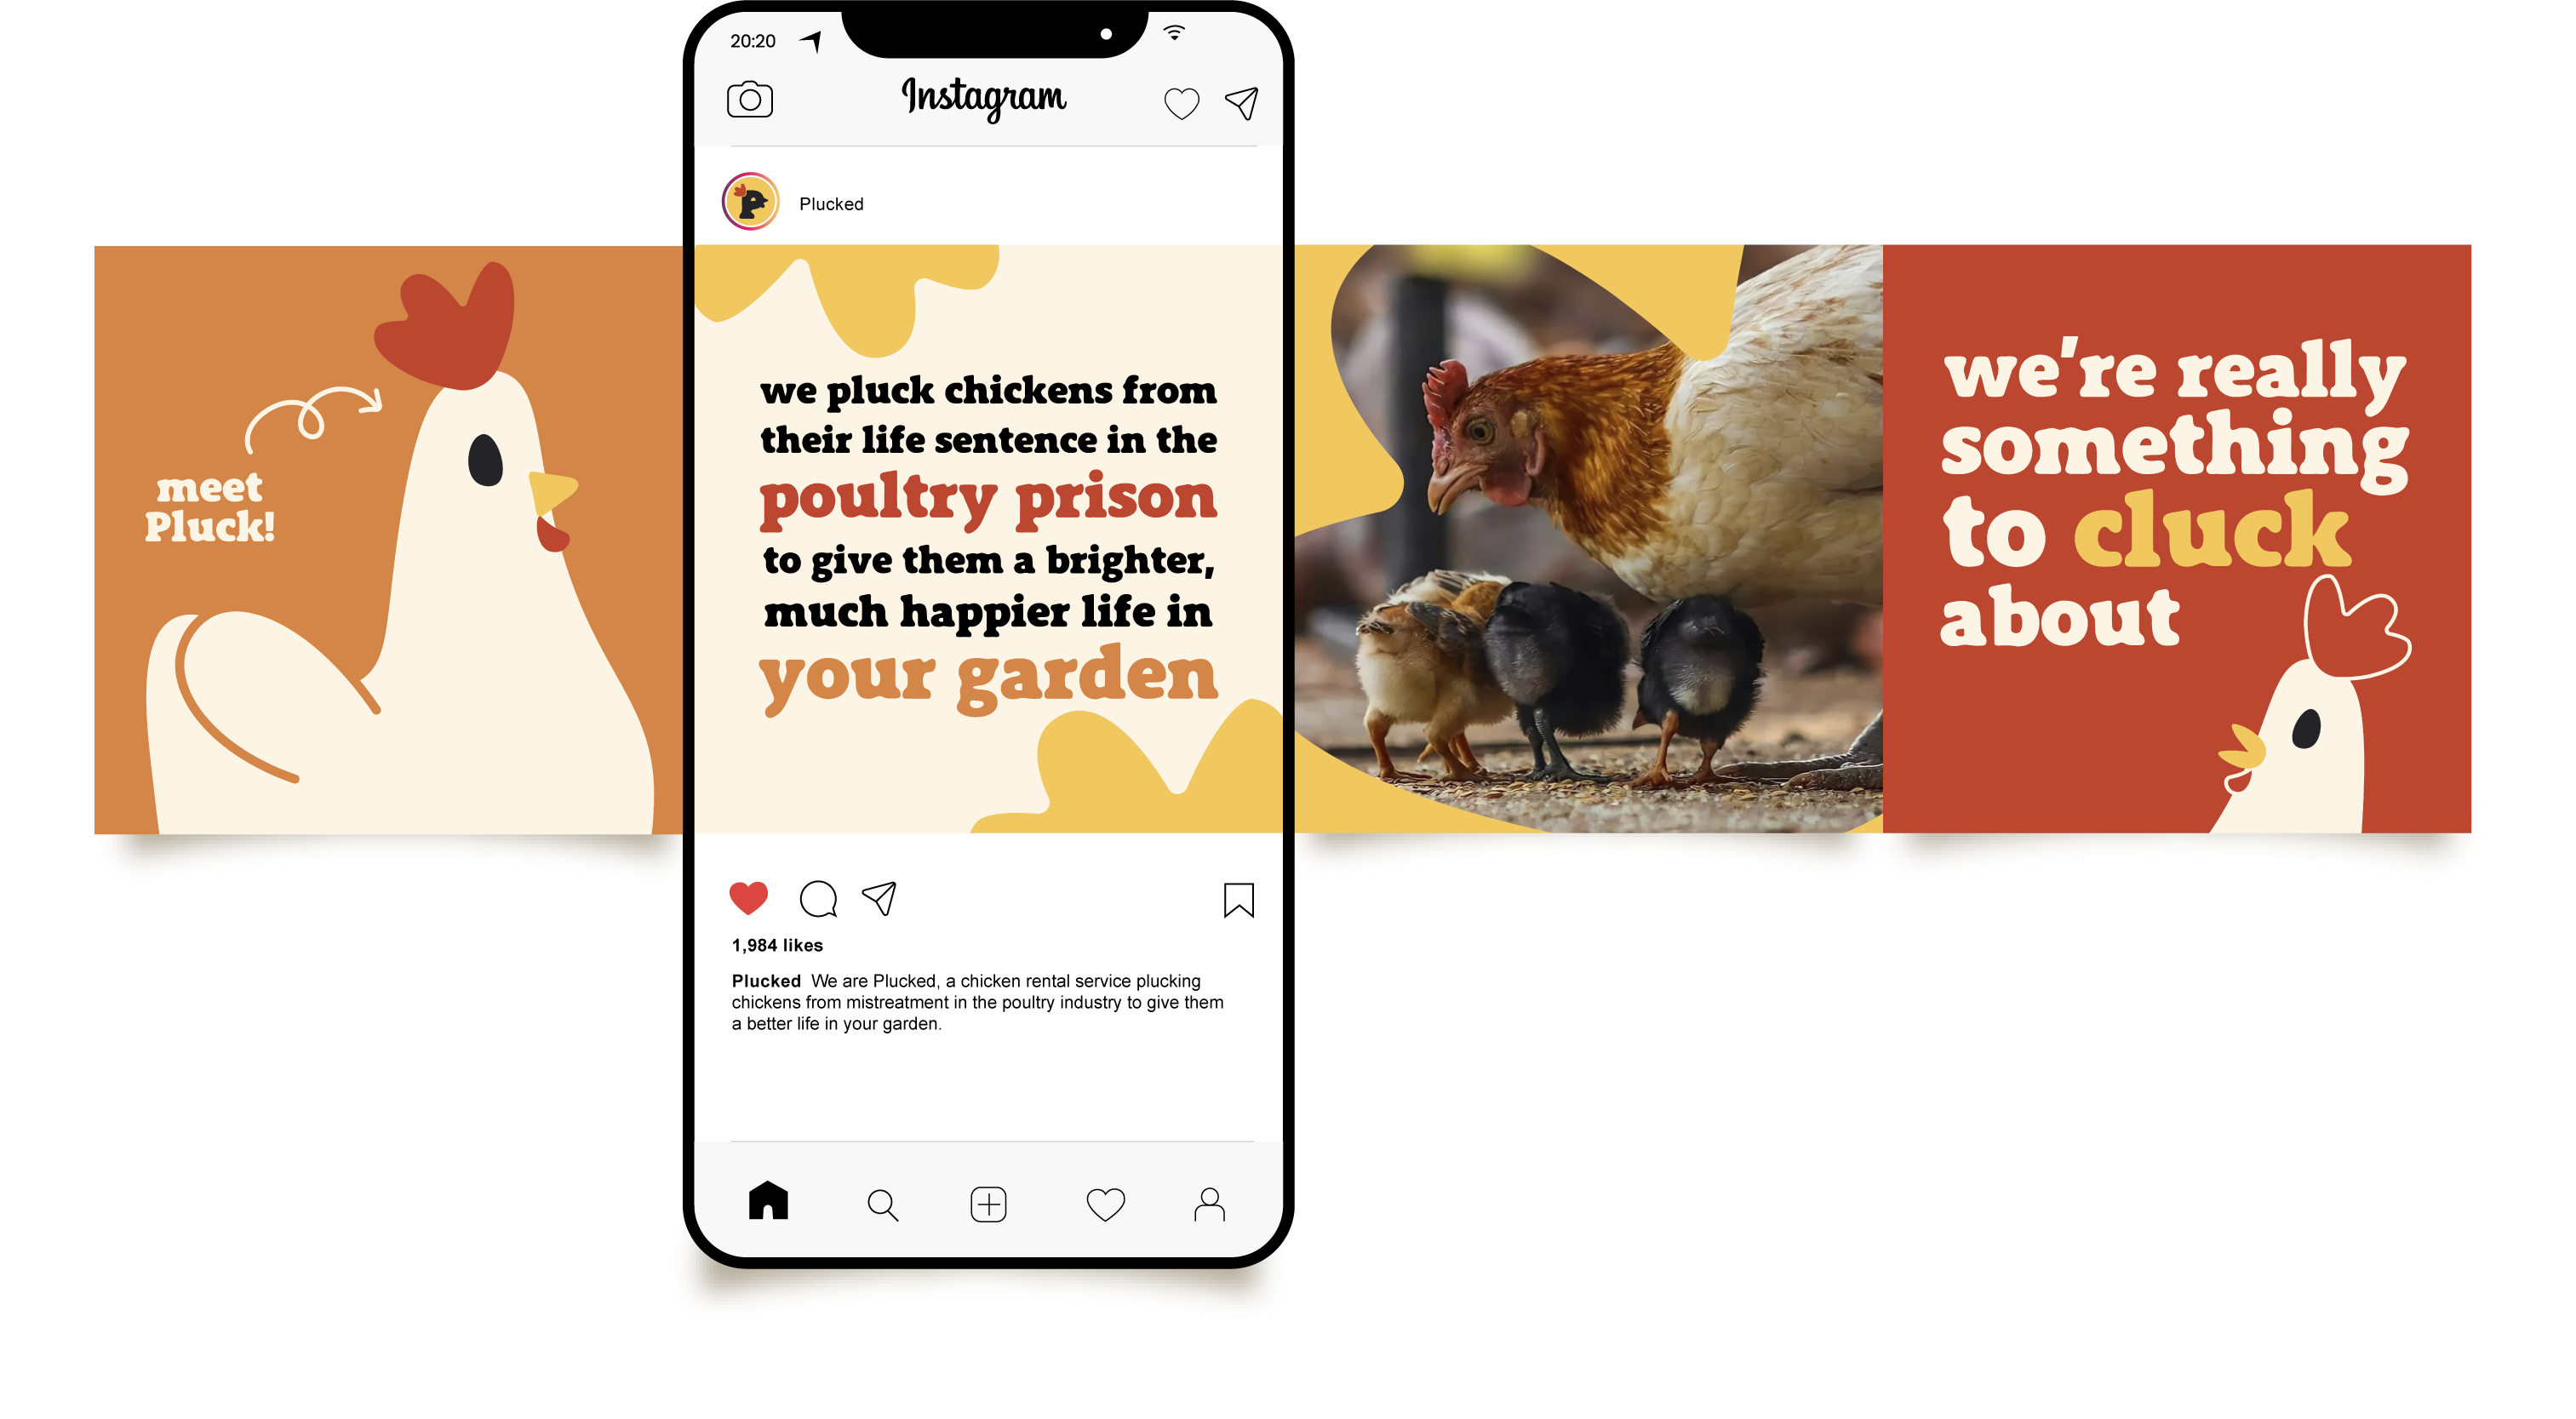 meet
Pluck!
20:20
Instagram
Plucked
we pluck chickens from
their life sentence in the
poultry prison
to give them a brighter,
much happier life in
your garden
1,984 likes
Plucked We are Plucked, a chicken rental service plucking
chickens from mistreatment in the poultry industry to give them
a better life in your garden.
we're really
something
to cluck
about